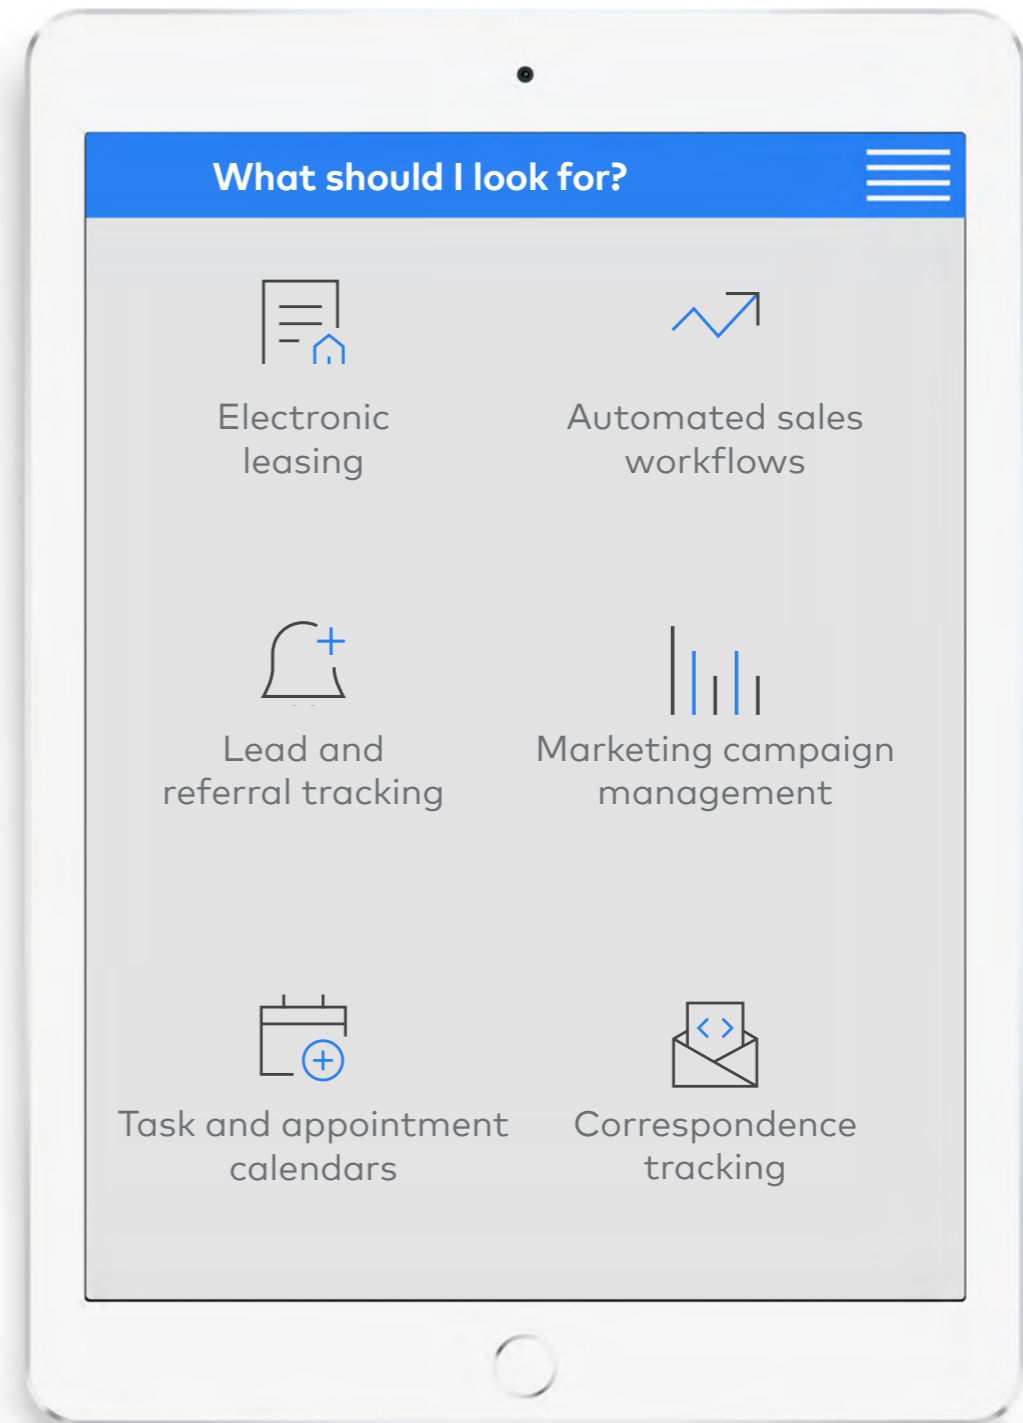 What should I look for?
Electronic
leasing
Automated sales
workflows
Lead and
referral tracking
Marketing campaign
management
Task and appointment
calendars
Correspondence
tracking